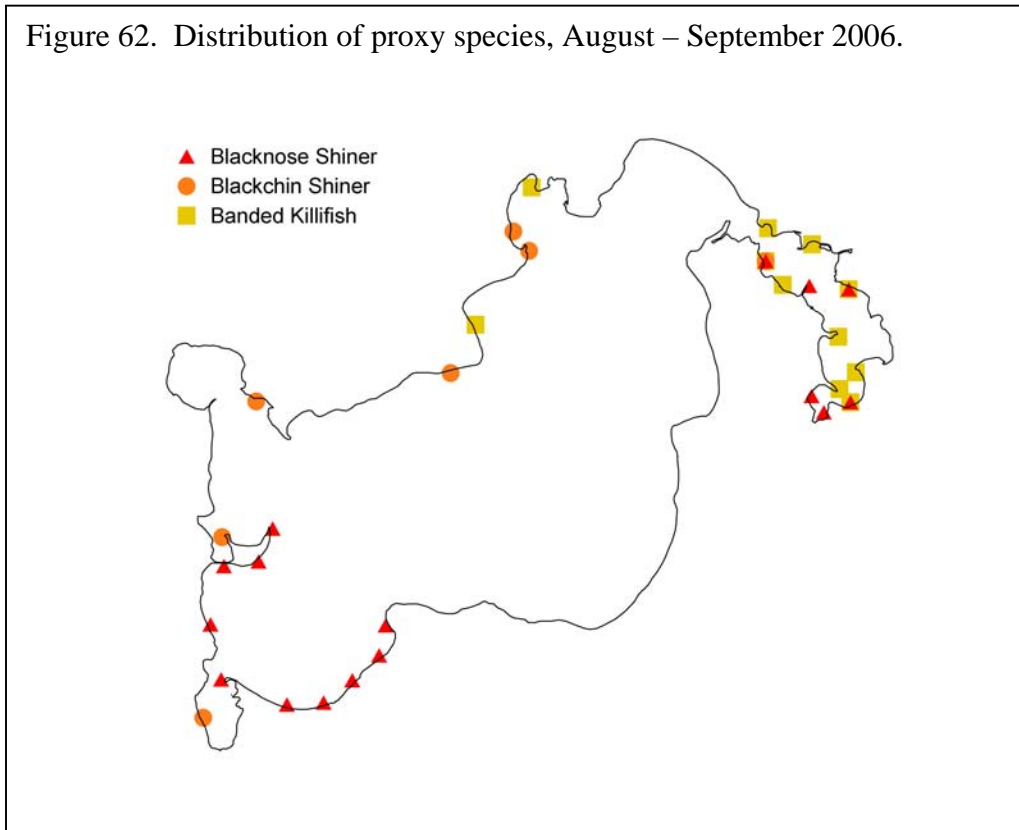 Figure 62.  Distribution of proxy species, August – September 2006.
Blacknose Shiner
Blackchin Shiner
Banded Killifish